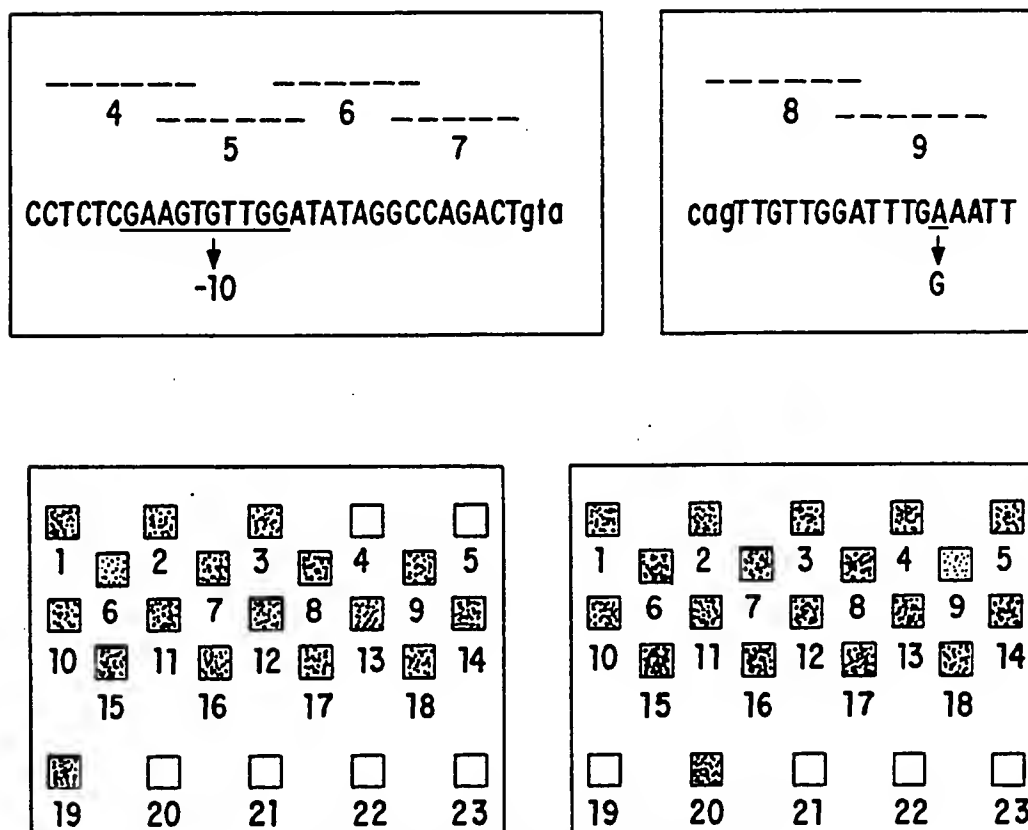 4 6
5 7
CCTCTCGAAGTGTTGGATATAGGCCAGACTgta
-10
8
9
cagTTGTTGGATTTGAAATT
G
1 2 3 4 5
6 7 8 9
10 11 12 13 14
15 16 17 18
19 20 21 22 23
1 2 3 4 5
6 7 8 9
10 11 12 13 14
15 16 17 18
19 20 21 22 23